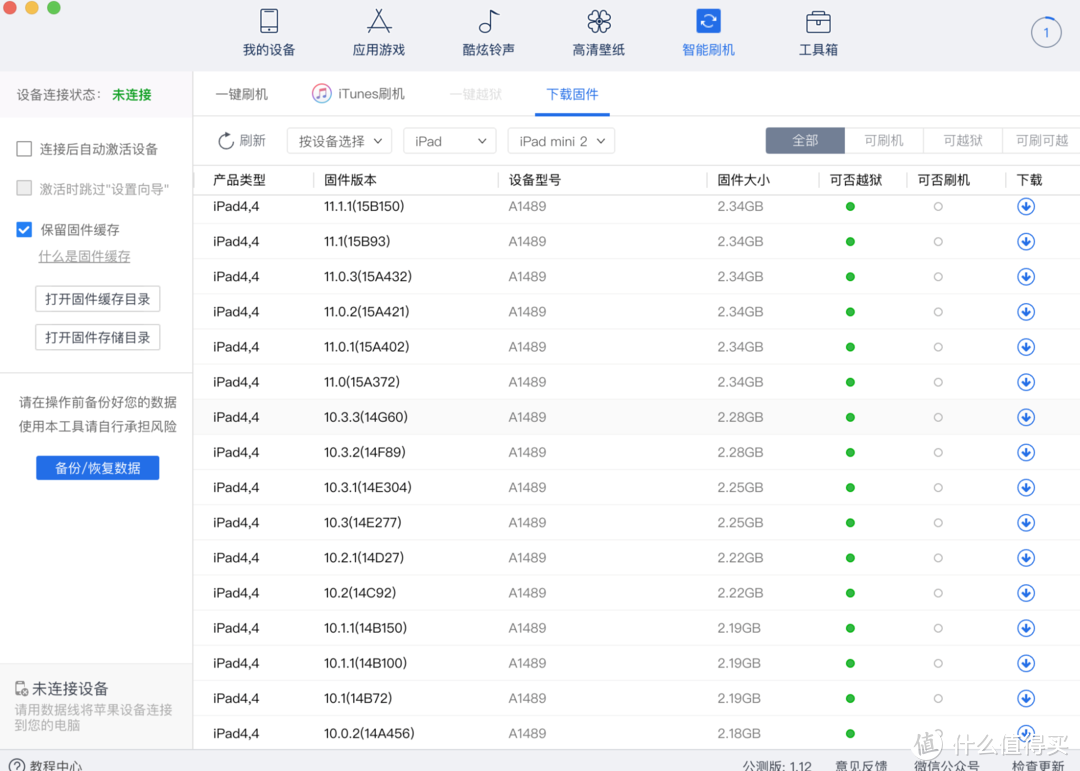 我的设备 应用游戏 酷炫铃声 高清壁纸 智能刷机 工具箱 1
设备连接状态： 未连接
连接后自动激活设备
激活时跳过"设置向导"
保留固件缓存
什么是固件缓存
打开固件缓存目录
打开固件存储目录
请在操作前备份好您的数据
使用本工具请自行承担风险
备份/恢复数据
未连接设备
请用数据线将苹果设备连接
到您的电脑
一键刷机 iTunes刷机 一键越狱 下载固件
刷新 按设备选择 iPad iPad mini 2 全部 可刷机 可越狱 可刷可越
产品类型 固件版本 设备型号 固件大小 可否越狱 可否刷机 下载
iPad4,4 11.1.1(15B150) A1489 2.34GB
iPad4,4 11.1(15B93) A1489 2.34GB
iPad4,4 11.0.3(15A432) A1489 2.34GB
iPad4,4 11.0.2(15A421) A1489 2.34GB
iPad4,4 11.0.1(15A402) A1489 2.34GB
iPad4,4 11.0(15A372) A1489 2.34GB
iPad4,4 10.3.3(14G60) A1489 2.28GB
iPad4,4 10.3.2(14F89) A1489 2.28GB
iPad4,4 10.3.1(14E304) A1489 2.25GB
iPad4,4 10.3(14E277) A1489 2.25GB
iPad4,4 10.2.1(14D27) A1489 2.22GB
iPad4,4 10.2(14C92) A1489 2.22GB
iPad4,4 10.1.1(14B150) A1489 2.19GB
iPad4,4 10.1.1(14B100) A1489 2.19GB
iPad4,4 10.1(14B72) A1489 2.19GB
iPad4,4 10.0.2(14A456) A1489 2.18GB
值 什么值得买
教程中心 公测版: 1.12 意见反馈 微信公众号 检查更新